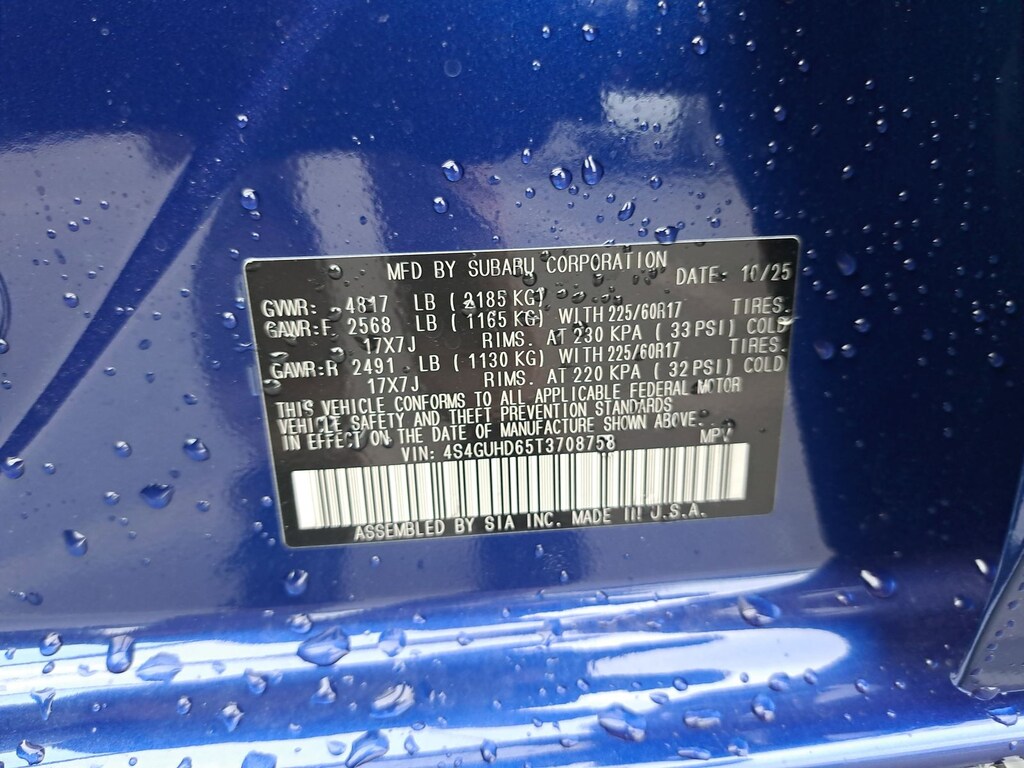 MFD BY SUBARU CORPORATION DATE: 10/25
GVWR: 4817 LB ( 2185 KG)
GAWR:F 2568 LB ( 1165 KG) WITH 225/60R17 TIRES.
17X7J RIMS. AT 230 KPA ( 33 PSI) COLD
GAWR:R 2491 LB ( 1130 KG) WITH 225/60R17 TIRES.
17X7J RIMS. AT 220 KPA ( 32 PSI) COLD
THIS VEHICLE CONFORMS TO ALL APPLICABLE FEDERAL MOTOR
VEHICLE SAFETY AND THEFT PREVENTION STANDARDS
IN EFFECT ON THE DATE OF MANUFACTURE SHOWN ABOVE.
VIN: 4S4GUHD65T3708758 MPV
ASSEMBLED BY SIA INC. MADE IN U.S.A.